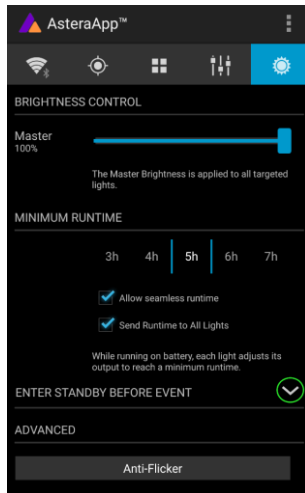 AsteraApp™
BRIGHTNESS CONTROL
Master
100%
The Master Brightness is applied to all targeted
lights.
MINIMUM RUNTIME
3h 4h 5h 6h 7h
Allow seamless runtime
Send Runtime to All Lights
While running on battery, each light adjusts its
output to reach a minimum runtime.
ENTER STANDBY BEFORE EVENT
ADVANCED
Anti-Flicker